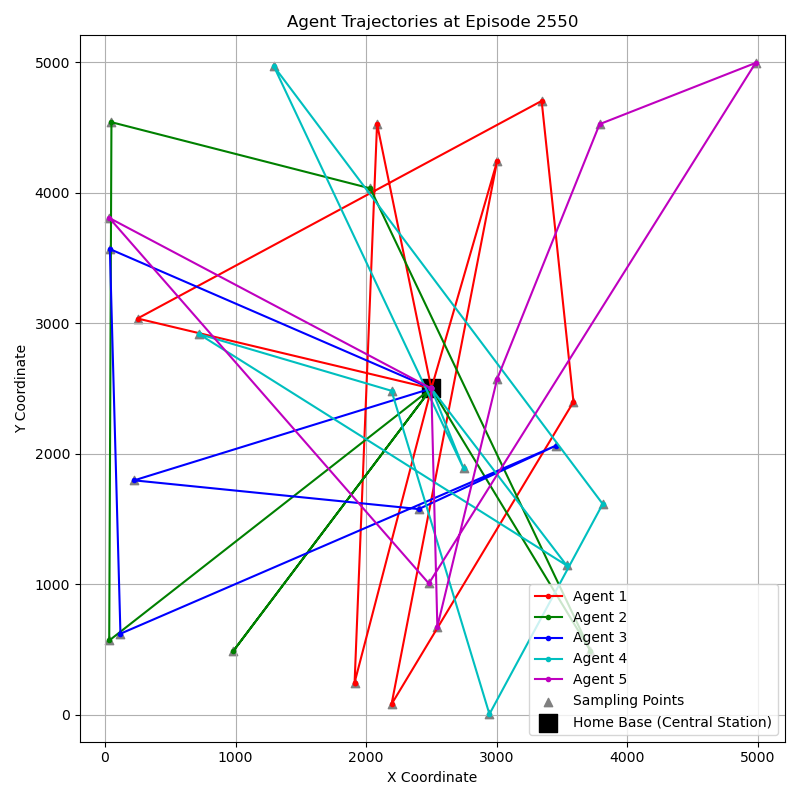 Agent Trajectories at Episode 2550
5000
4000
3000
2000
1000
0
Y Coordinate
0 1000 2000 3000 4000 5000
X Coordinate
Agent 1
Agent 2
Agent 3
Agent 4
Agent 5
Sampling Points
Home Base (Central Station)